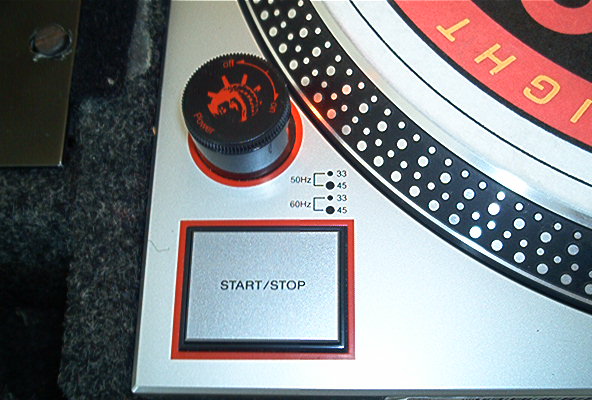 IGHT
off
on
Power
50Hz 33
45
60Hz 33
45
START/STOP